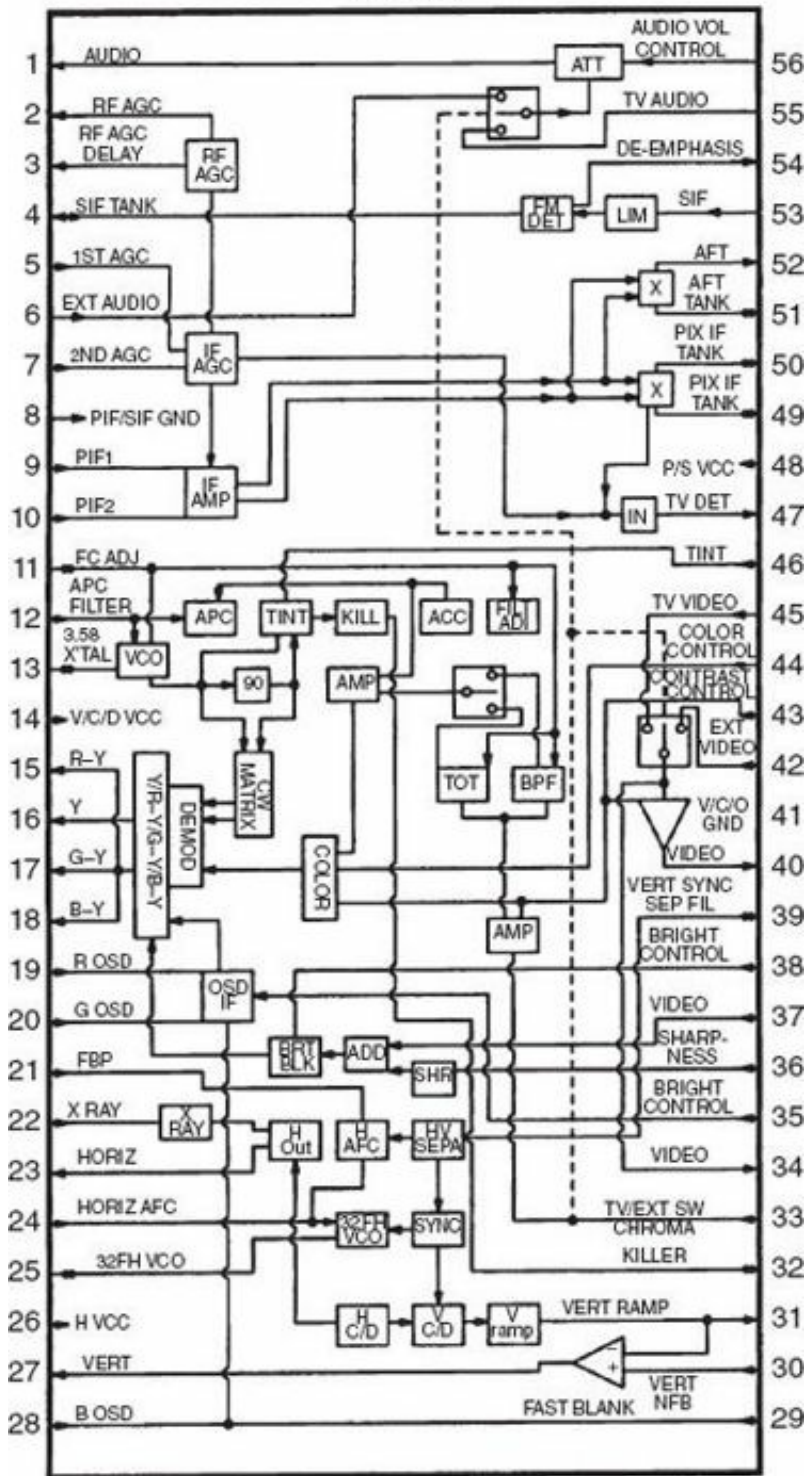 AUDIO VOL
1 AUDIO ATT CONTROL 56
2 RF AGC TV AUDIO 55
RF AGC
3 DELAY RF AGC DE-EMPHASIS 54
4 SIF TANK FM DET LIM SIF 53
5 1ST AGC AFT 52
6 EXT AUDIO X AFT TANK 51
7 2ND AGC IF AGC PIX IF TANK 50
8 PIF/SIF GND X PIX IF TANK 49
9 PIF1 P/S VCC 48
10 PIF2 IF AMP IN TV DET 47
11 FC ADJ TINT 46
12 APC FILTER APC TINT KILL ACC FIL ADJ TV VIDEO 45
13 3.58 X'TAL VCO 90 AMP COLOR CONTROL 44
14 V/C/D VCC CONTRAST CONTROL 43
15 R-Y CW MATRIX TOT BPF EXT VIDEO 42
16 Y Y/R-Y/G-Y/B-Y DEMOD V/C/O GND 41
17 G-Y COLOR VIDEO 40
18 B-Y AMP VERT SYNC SEP FIL 39
19 R OSD OSD IF BRIGHT CONTROL 38
20 G OSD VIDEO 37
21 FBP BRT BLK ADD SHR SHARP-
NESS 36
22 X RAY X RAY H Out H AFC HV SEPA BRIGHT CONTROL 35
23 HORIZ VIDEO 34
24 HORIZ AFC 32FH VCO SYNC TV/EXT SW CHROMA 33
25 32FH VCO KILLER 32
26 H VCC H C/D V C/D V ramp VERT RAMP 31
27 VERT - + VERT NFB 30
28 B OSD FAST BLANK 29